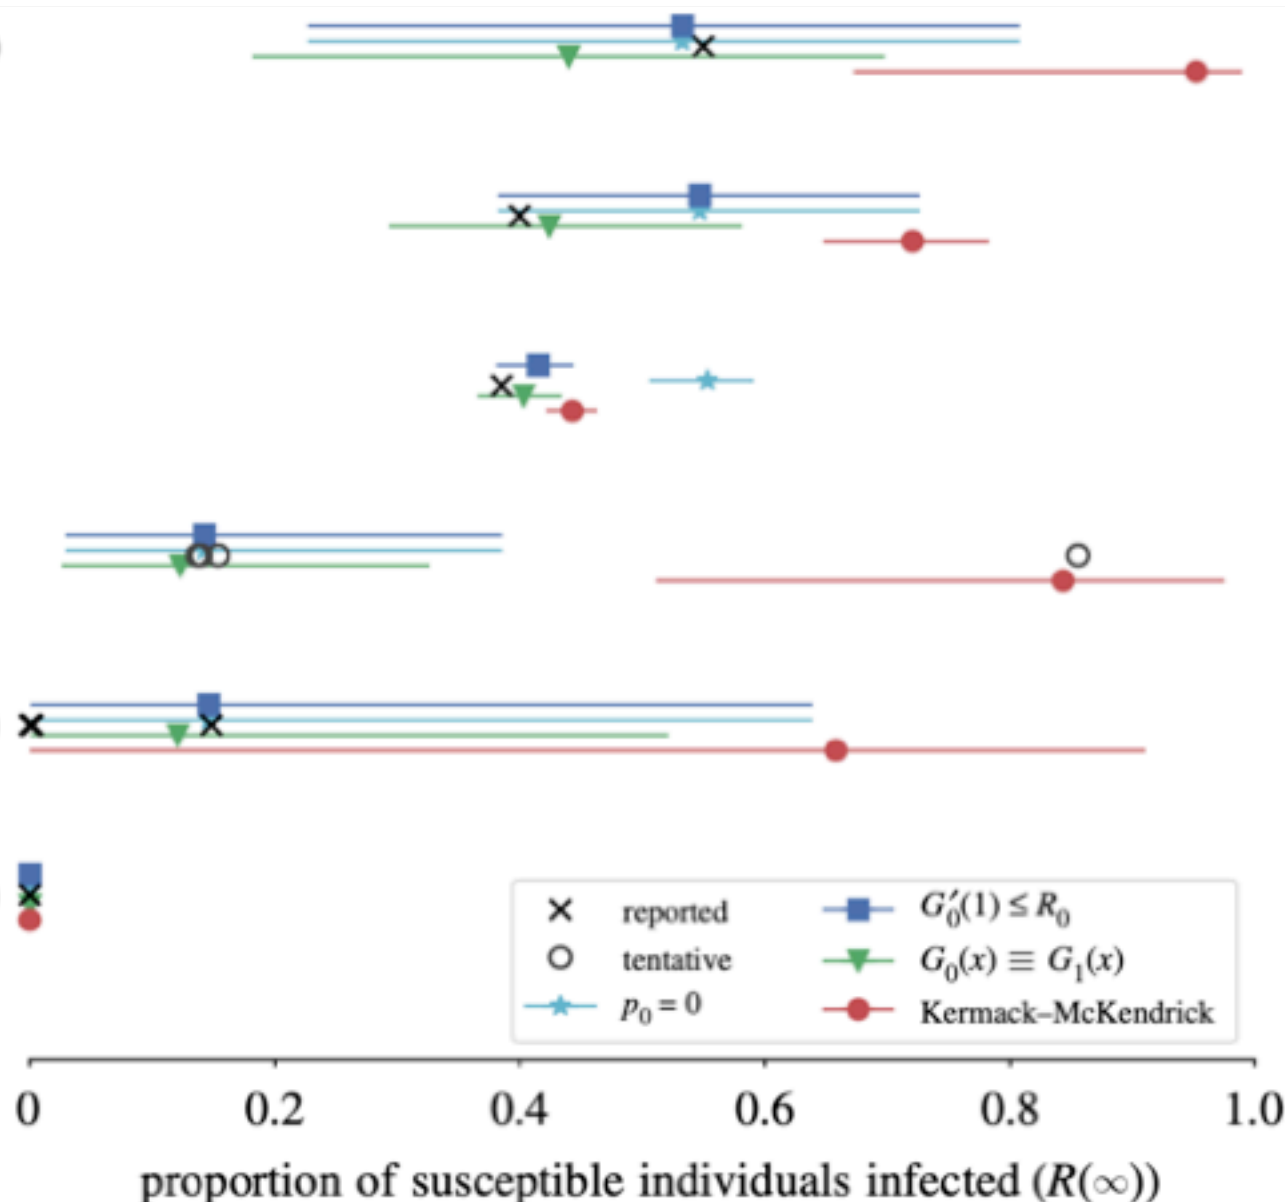 reported
tentative
p₀ = 0
G₀′(1) ≤ R₀
G₀(x) ≡ G₁(x)
Kermack–McKendrick
0 0.2 0.4 0.6 0.8 1.0
proportion of susceptible individuals infected (R(∞))